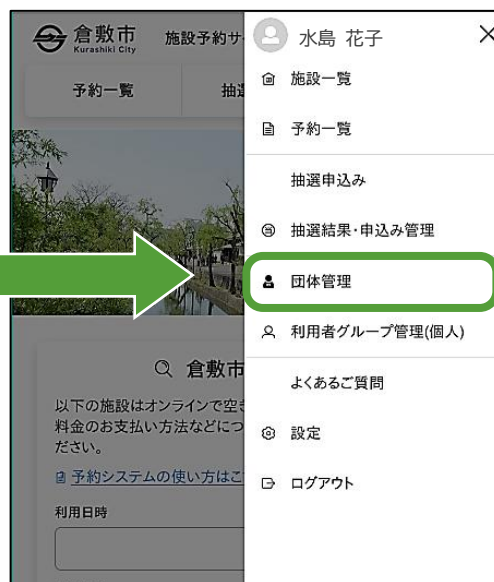 倉敷市
Kurashiki City
施設予約サ
予約一覧
抽
倉敷市
以下の施設はオンラインで空き
料金のお支払い方法などにつ
ださい。
予約システムの使い方はこ
利用日時
水島 花子
施設一覧
予約一覧
抽選申込み
抽選結果・申込み管理
団体管理
利用者グループ管理(個人)
よくあるご質問
設定
ログアウト